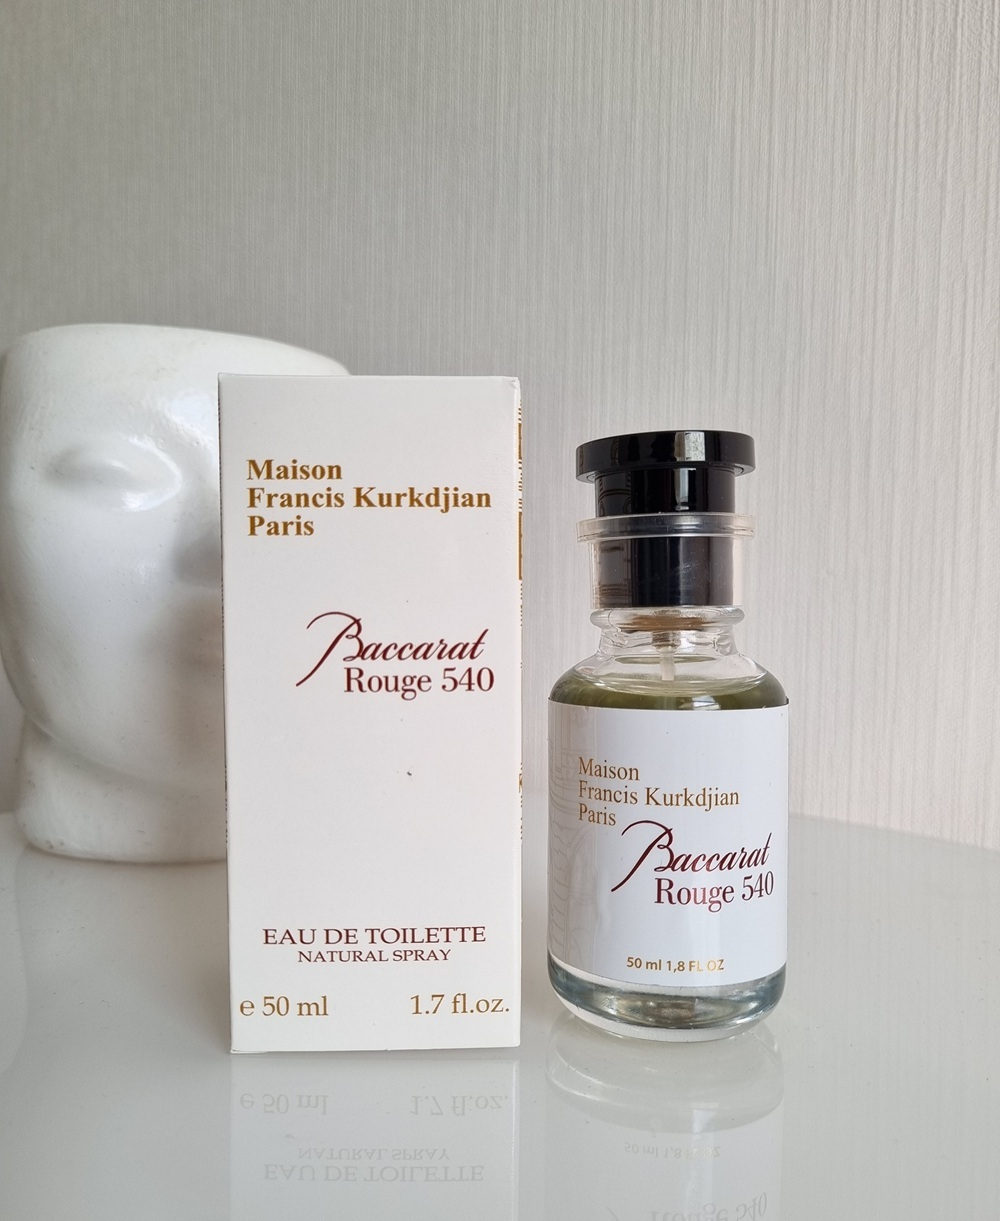 Maison
Francis Kurkdjian
Paris
Baccarat
Rouge 540
EAU DE TOILETTE
NATURAL SPRAY
e 50 ml 1.7 fl.oz.
Maison
Francis Kurkdjian
Paris
Baccarat
Rouge 540
50 ml 1,8 FL OZ